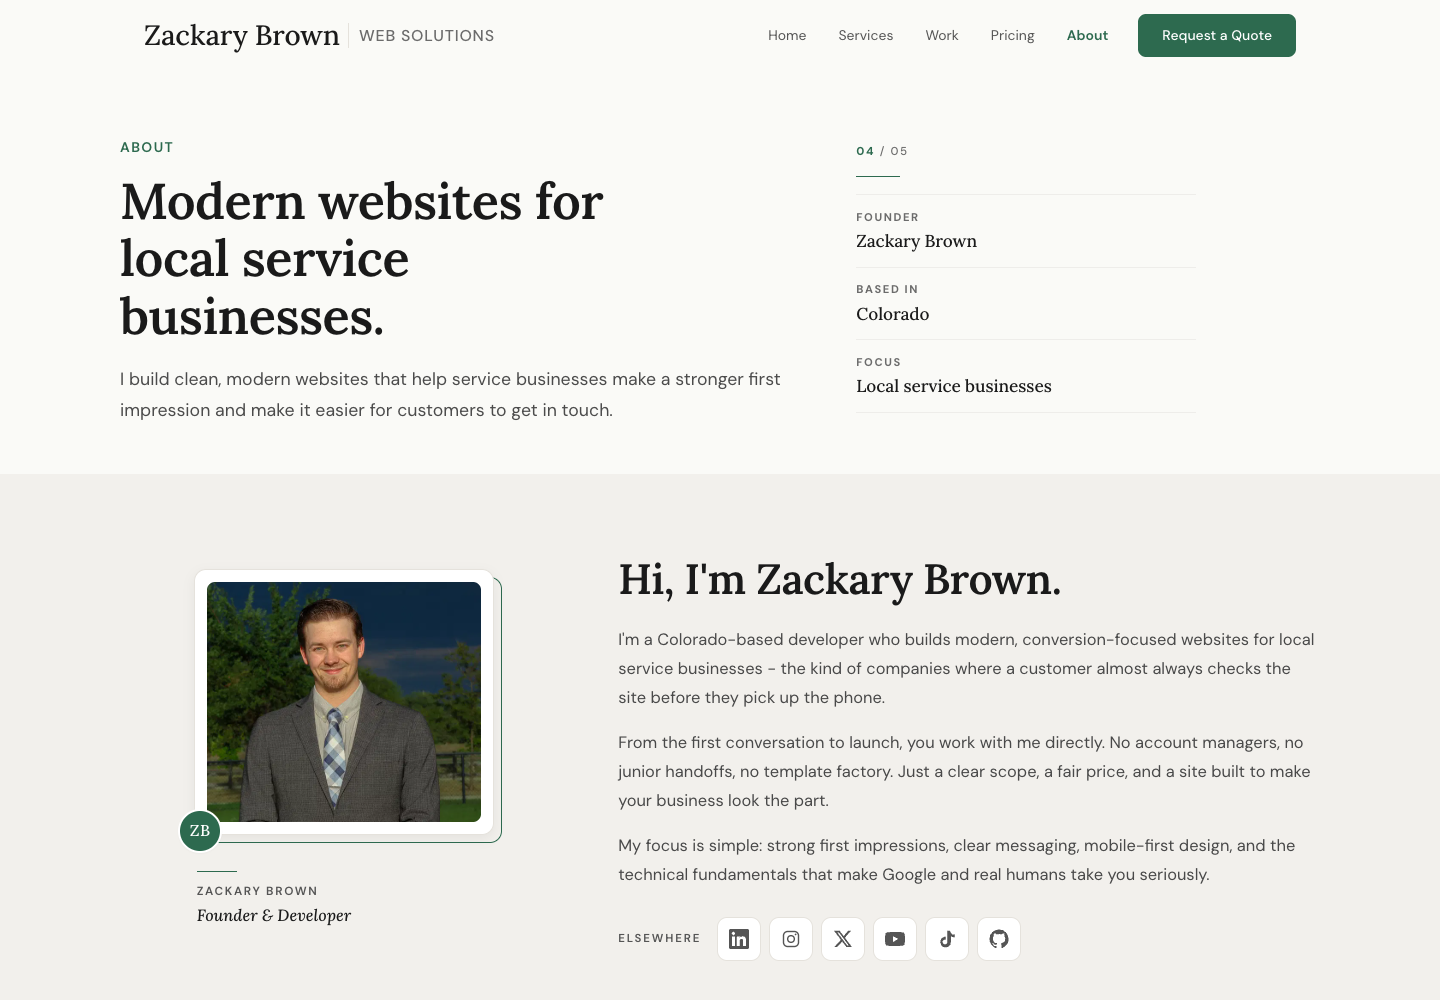 Zackary Brown WEB SOLUTIONS
Home Services Work Pricing About Request a Quote
ABOUT
Modern websites for
local service
businesses.
I build clean, modern websites that help service businesses make a stronger first
impression and make it easier for customers to get in touch.
04 / 05
FOUNDER
Zackary Brown
BASED IN
Colorado
FOCUS
Local service businesses
ZB
ZACKARY BROWN
Founder & Developer
Hi, I'm Zackary Brown.
I'm a Colorado-based developer who builds modern, conversion-focused websites for local
service businesses - the kind of companies where a customer almost always checks the
site before they pick up the phone.
From the first conversation to launch, you work with me directly. No account managers, no
junior handoffs, no template factory. Just a clear scope, a fair price, and a site built to make
your business look the part.
My focus is simple: strong first impressions, clear messaging, mobile-first design, and the
technical fundamentals that make Google and real humans take you seriously.
ELSEWHERE